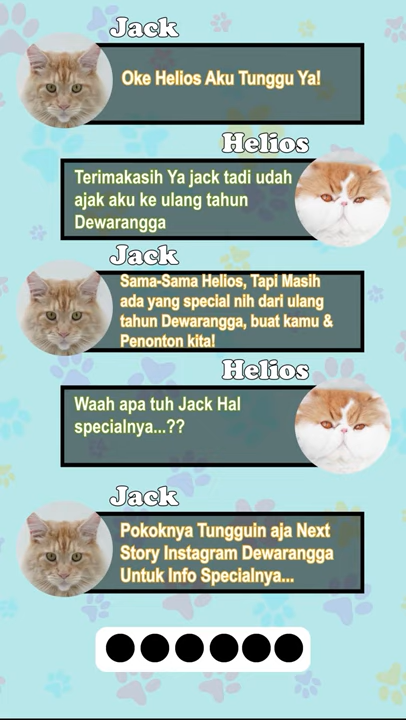 Jack
Oke Helios Aku Tunggu Ya!
Helios
Terimakasih Ya jack tadi udah
ajak aku ke ulang tahun
Dewarangga
Jack
Sama-Sama Helios, Tapi Masih
ada yang special nih dari ulang
tahun Dewarangga, buat kamu &
Penonton kita!
Helios
Waah apa tuh Jack Hal
specialnya...??
Jack
Pokoknya Tungguin aja Next
Story Instagram Dewarangga
Untuk Info Specialnya...